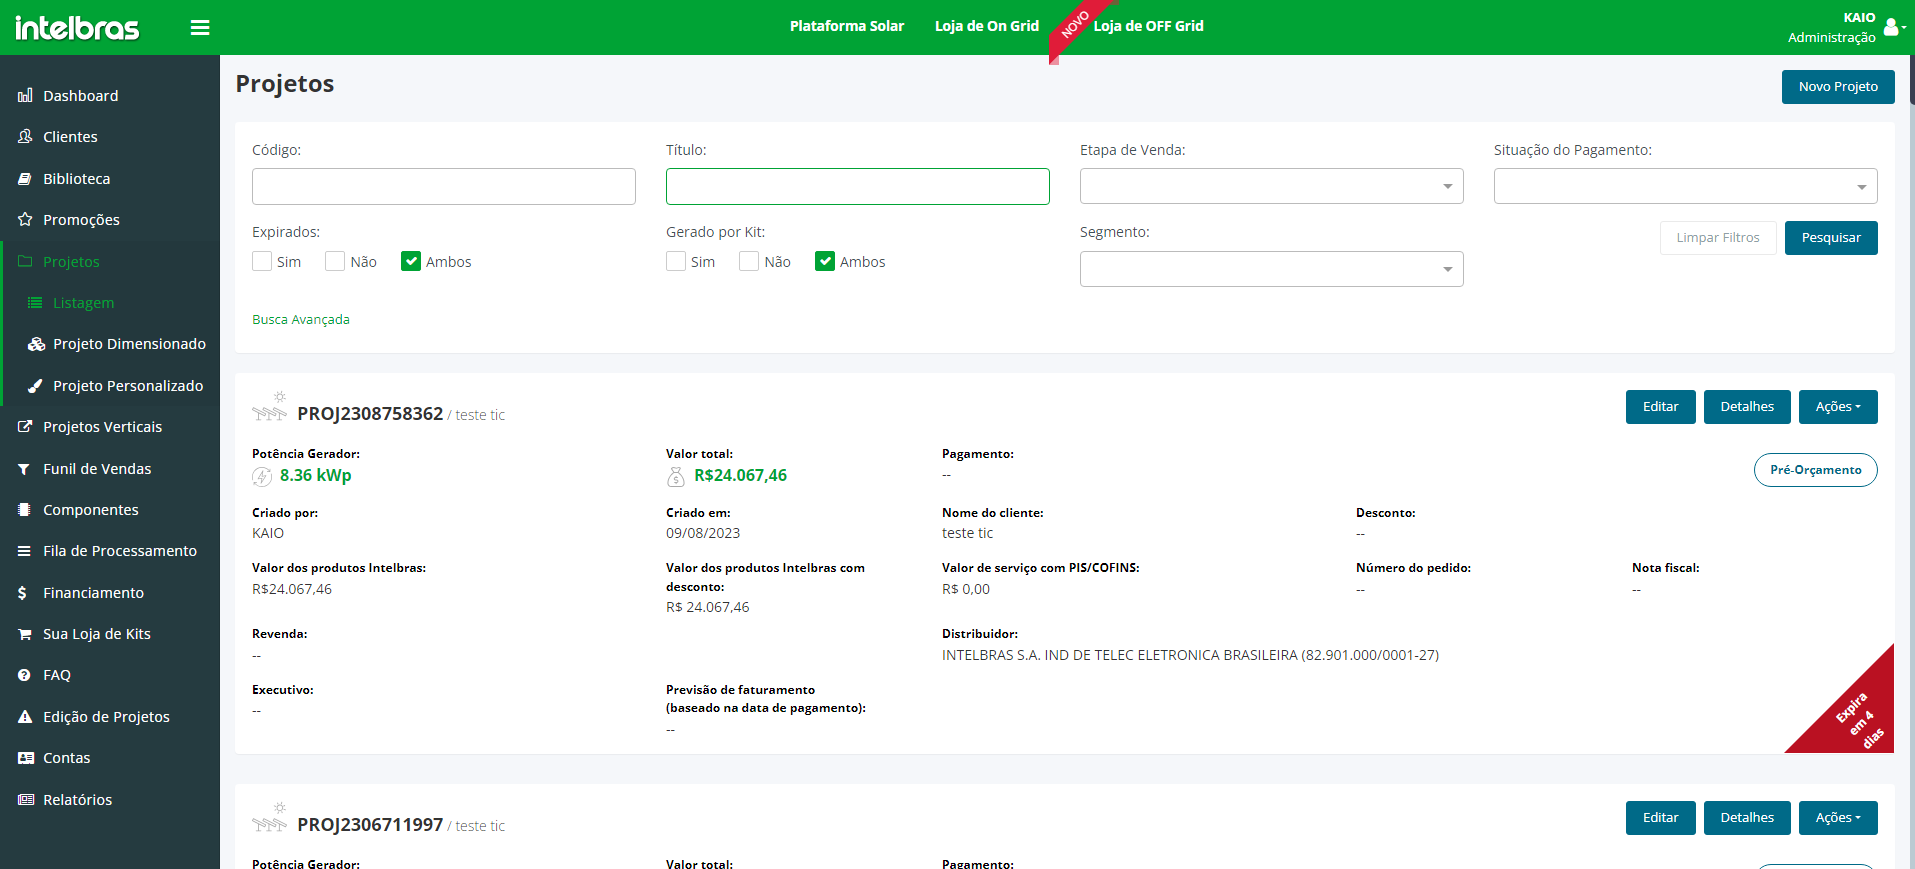 intelbras
Plataforma Solar
Loja de On Grid
NOVO
Loja de OFF Grid
KAIO
Administração
Dashboard
Clientes
Biblioteca
Promoções
Projetos
Listagem
Projeto Dimensionado
Projeto Personalizado
Projetos Verticais
Funil de Vendas
Componentes
Fila de Processamento
Financiamento
Sua Loja de Kits
FAQ
Edição de Projetos
Contas
Relatórios
Projetos
Novo Projeto
Código:
Título:
Etapa de Venda:
Situação do Pagamento:
Expirados:
Sim
Não
Ambos
Gerado por Kit:
Sim
Não
Ambos
Segmento:
Limpar Filtros
Pesquisar
Busca Avançada
PROJ2308758362 / teste tic
Editar
Detalhes
Ações
Potência Gerador:
8.36 kWp
Valor total:
R$24.067,46
Pagamento:
--
Pré-Orçamento
Criado por:
KAIO
Criado em:
09/08/2023
Nome do cliente:
teste tic
Desconto:
--
Valor dos produtos Intelbras:
R$24.067,46
Valor dos produtos Intelbras com
desconto:
R$ 24.067,46
Valor de serviço com PIS/COFINS:
R$ 0,00
Número do pedido:
--
Nota fiscal:
--
Revenda:
--
Distribuidor:
INTELBRAS S.A. IND DE TELEC ELETRONICA BRASILEIRA (82.901.000/0001-27)
Executivo:
--
Previsão de faturamento
(baseado na data de pagamento):
--
Expira
em 4
dias
PROJ2306711997 / teste tic
Editar
Detalhes
Ações
Potência Gerador:
Valor total:
Pagamento: